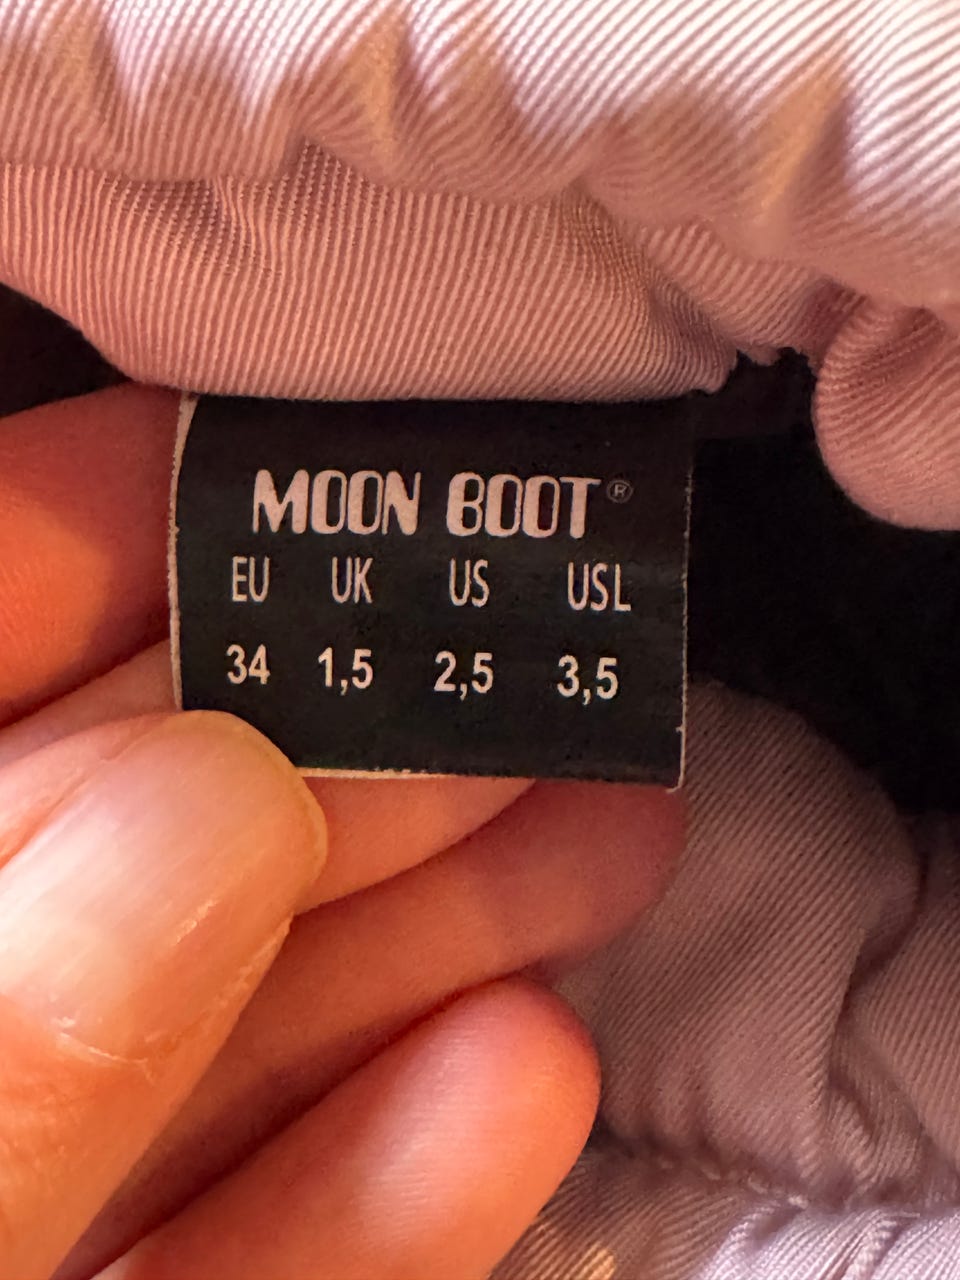 MOON BOOT®
EU UK US USL
34 1,5 2,5 3,5